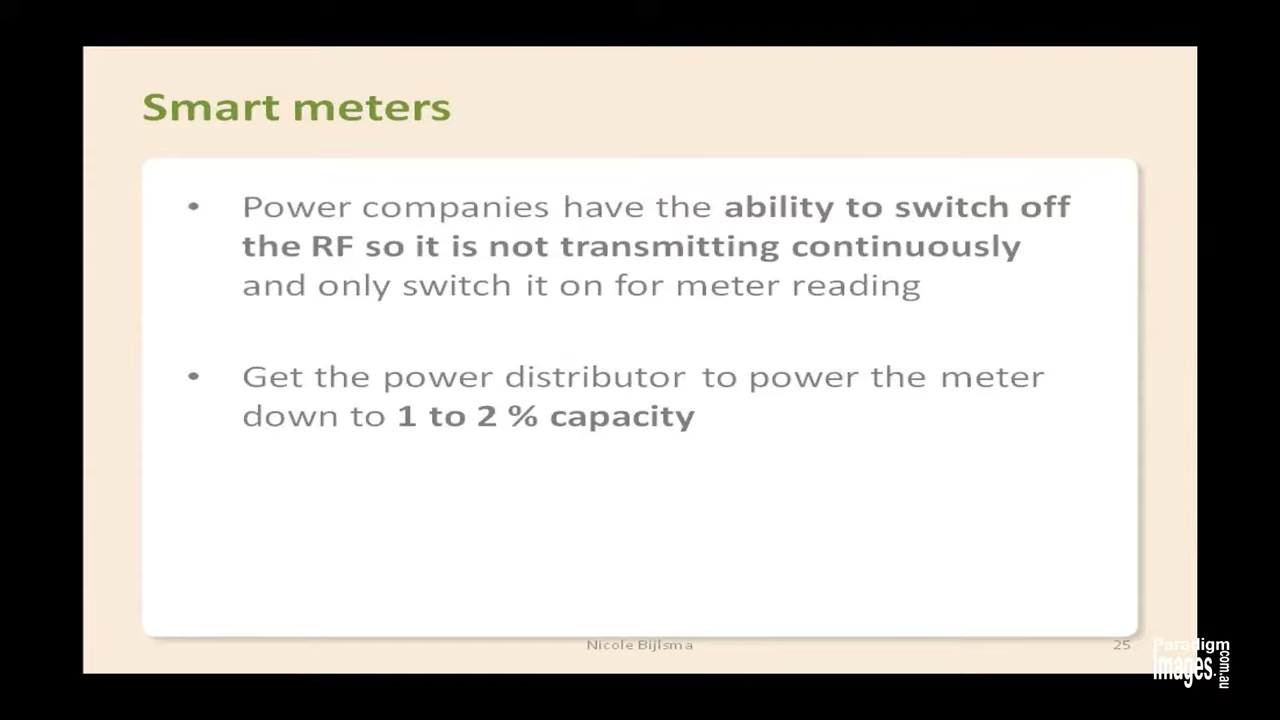 Smart meters
• Power companies have the ability to switch off
the RF so it is not transmitting continuously
and only switch it on for meter reading
• Get the power distributor to power the meter
down to 1 to 2 % capacity
Nicole Bijlsma
25
Paradigm
Images.
com.au